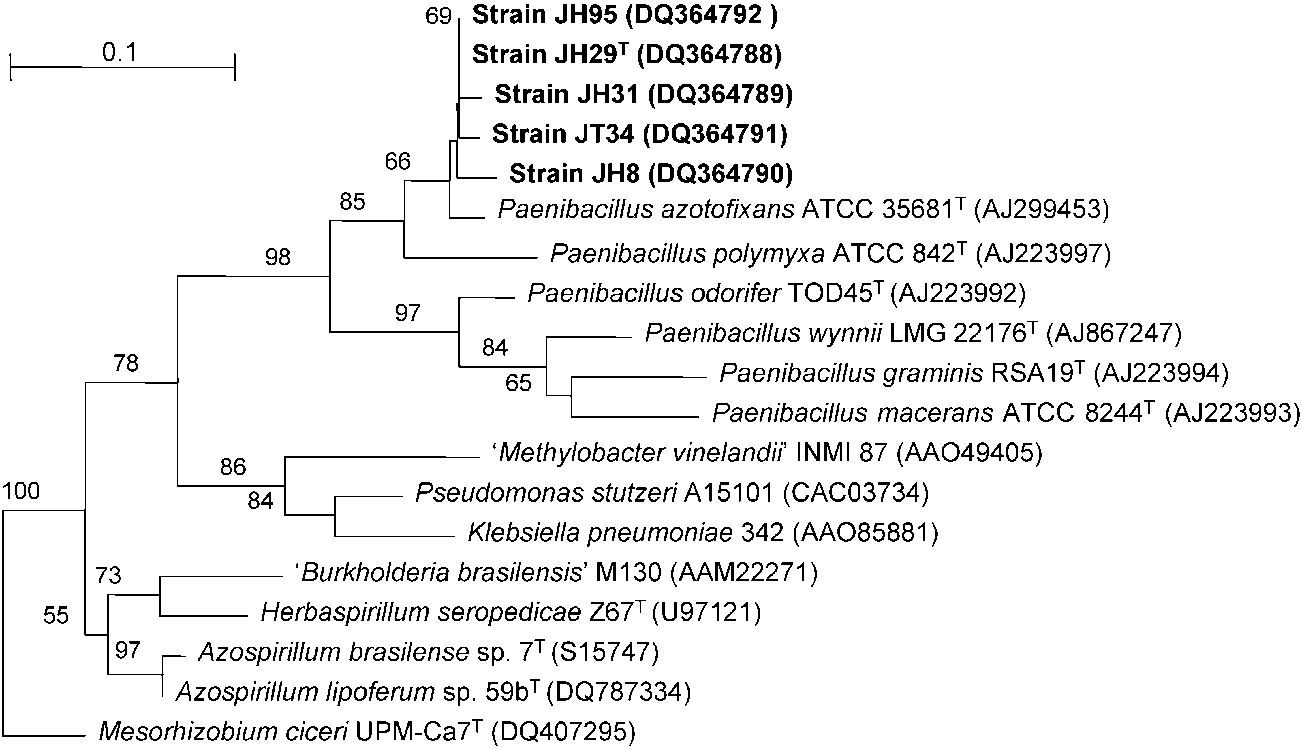 69 Strain JH95 (DQ364792 )
0.1 Strain JH29ᵀ (DQ364788)
Strain JH31 (DQ364789)
Strain JT34 (DQ364791)
66
Strain JH8 (DQ364790)
85 Paenibacillus azotofixans ATCC 35681ᵀ (AJ299453)
98 Paenibacillus polymyxa ATCC 842ᵀ (AJ223997)
Paenibacillus odorifer TOD45ᵀ (AJ223992)
97
Paenibacillus wynnii LMG 22176ᵀ (AJ867247)
84
78
65 Paenibacillus graminis RSA19ᵀ (AJ223994)
Paenibacillus macerans ATCC 8244ᵀ (AJ223993)
‘Methylobacter vinelandii’ INMI 87 (AAO49405)
86
100 84 Pseudomonas stutzeri A15101 (CAC03734)
Klebsiella pneumoniae 342 (AAO85881)
73 ‘Burkholderia brasilensis’ M130 (AAM22271)
55 Herbaspirillum seropedicae Z67ᵀ (U97121)
97 Azospirillum brasilense sp. 7ᵀ (S15747)
Azospirillum lipoferum sp. 59bᵀ (DQ787334)
Mesorhizobium ciceri UPM-Ca7ᵀ (DQ407295)